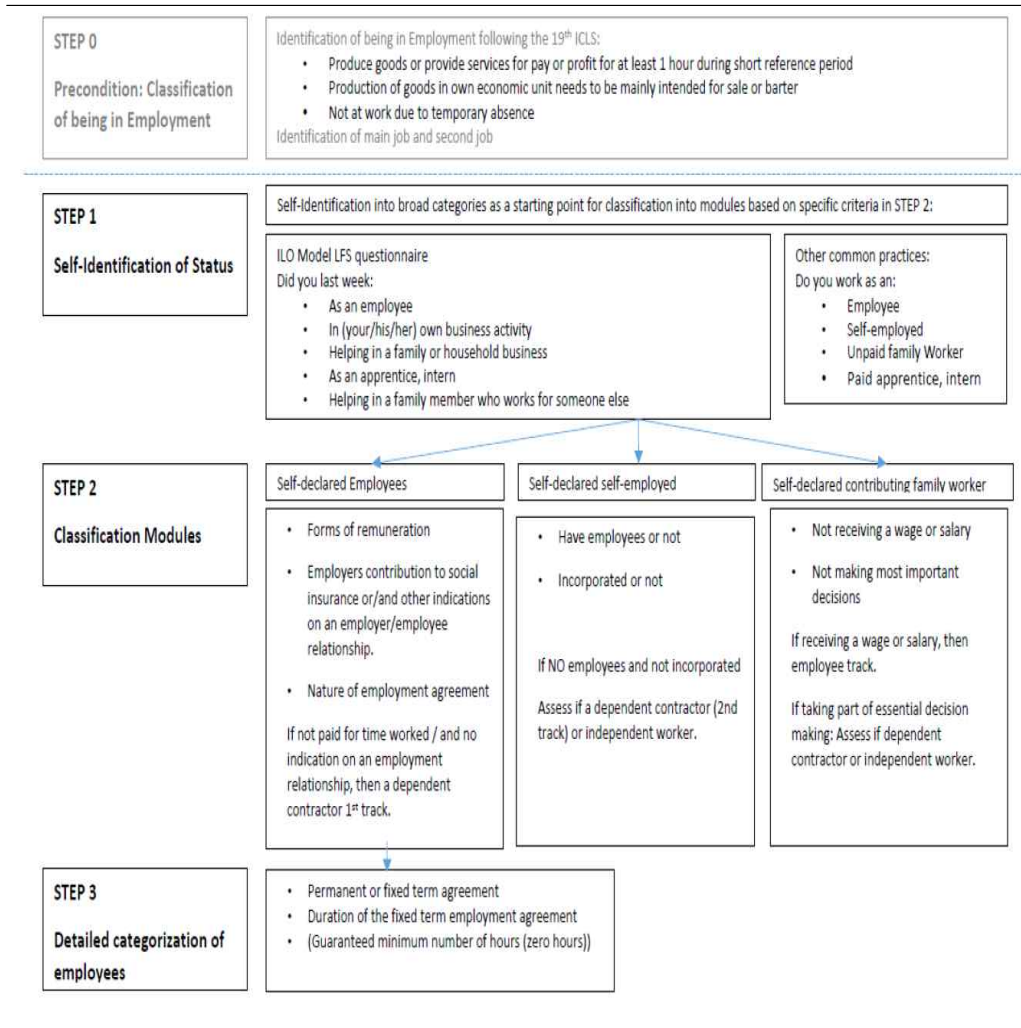 STEP 0
Precondition: Classification
of being in Employment
Identification of being in Employment following the 19th ICLS:
• Produce goods or provide services for pay or profit for at least 1 hour during short reference period
• Production of goods in own economic unit needs to be mainly intended for sale or barter
• Not at work due to temporary absence
Identification of main job and second job
STEP 1
Self-Identification of Status
Self-Identification into broad categories as a starting point for classification into modules based on specific criteria in STEP 2:
ILO Model LFS questionnaire
Did you last week:
• As an employee
• In (your/his/her) own business activity
• Helping in a family or household business
• As an apprentice, intern
• Helping in a family member who works for someone else
Other common practices:
Do you work as an:
• Employee
• Self-employed
• Unpaid family Worker
• Paid apprentice, intern
STEP 2
Classification Modules
Self-declared Employees
• Forms of remuneration
• Employers contribution to social
insurance or/and other indications
on an employer/employee
relationship.
• Nature of employment agreement
If not paid for time worked / and no
indication on an employment
relationship, then a dependent
contractor 1st track.
Self-declared self-employed
• Have employees or not
• Incorporated or not
If NO employees and not incorporated
Assess if a dependent contractor (2nd
track) or independent worker.
Self-declared contributing family worker
• Not receiving a wage or salary
• Not making most important
decisions
If receiving a wage or salary, then
employee track.
If taking part of essential decision
making: Assess if dependent
contractor or independent worker.
STEP 3
Detailed categorization of
employees
• Permanent or fixed term agreement
• Duration of the fixed term employment agreement
• (Guaranteed minimum number of hours (zero hours))